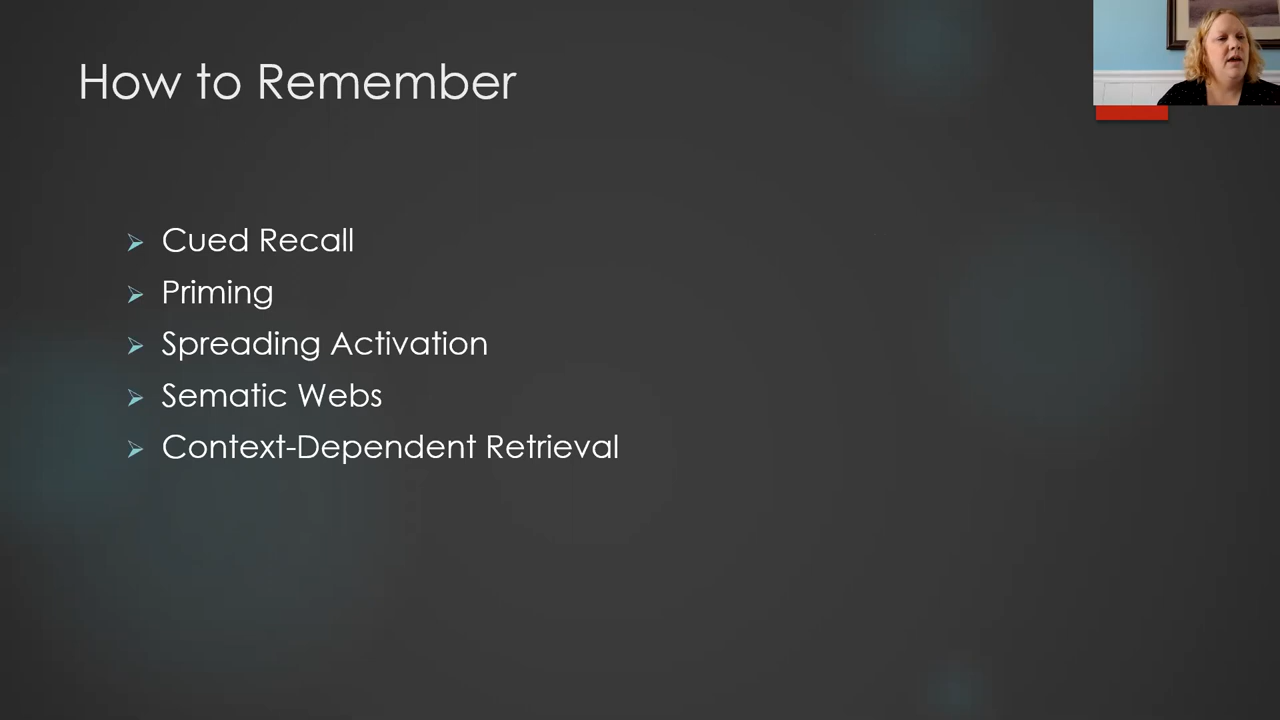 How to Remember
Cued Recall
Priming
Spreading Activation
Sematic Webs
Context-Dependent Retrieval